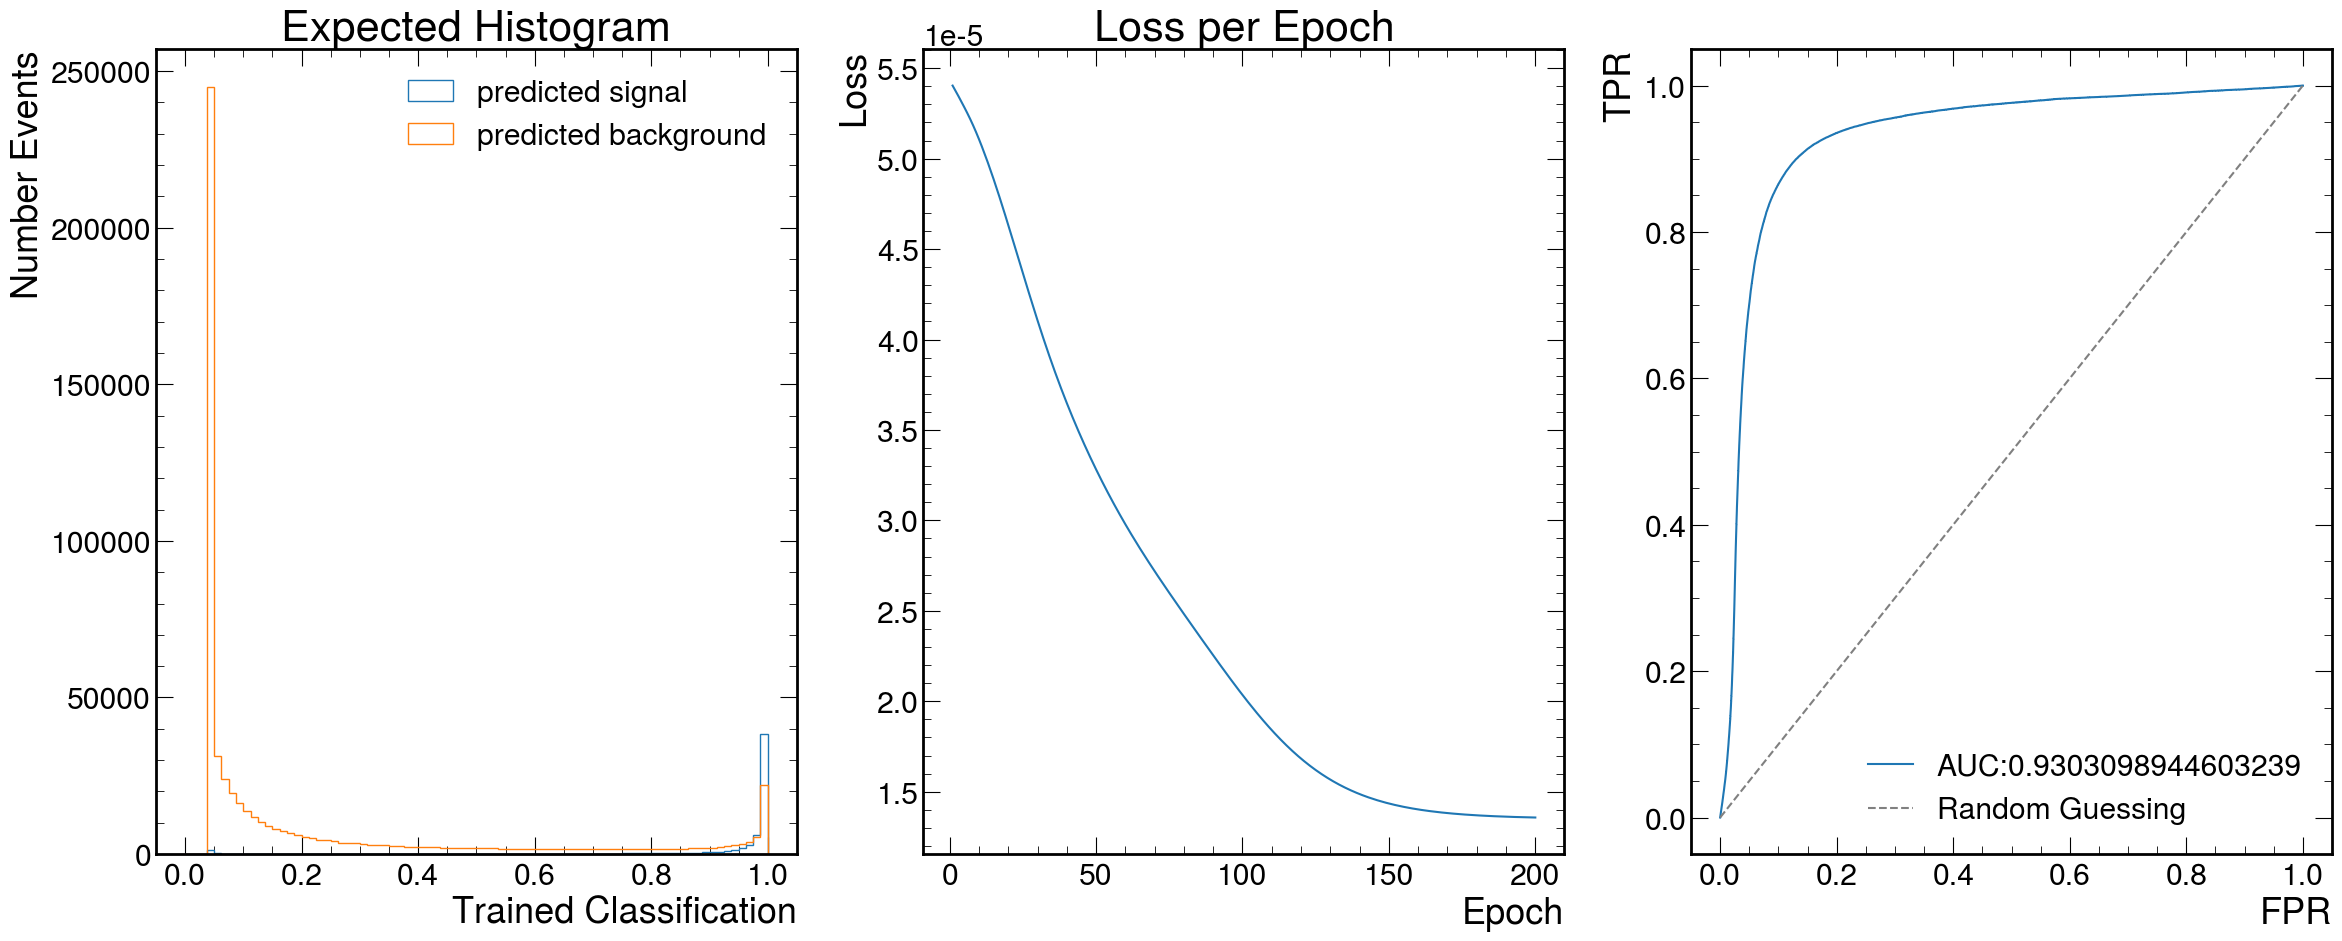 Expected Histogram
Number Events
250000
200000
150000
100000
50000
0
predicted signal
predicted background
0.0 0.2 0.4 0.6 0.8 1.0
Trained Classification
Loss per Epoch
1e-5
Loss
5.5
5.0
4.5
4.0
3.5
3.0
2.5
2.0
1.5
0 50 100 150 200
Epoch
TPR
1.0
0.8
0.6
0.4
0.2
0.0
AUC:0.9303098944603239
Random Guessing
0.0 0.2 0.4 0.6 0.8 1.0
FPR